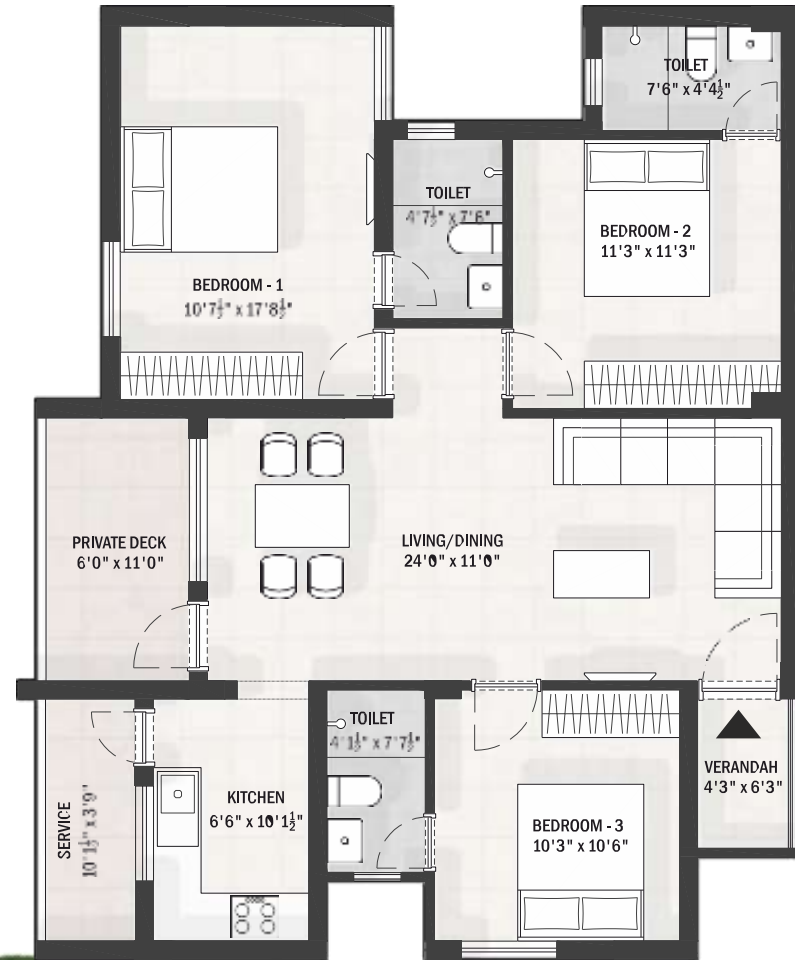 TOILET
7'6" x 4'4½"
TOILET
4'7½" x 7'6"
BEDROOM - 2
11'3" x 11'3"
BEDROOM - 1
10'7½" x 17'8½"
PRIVATE DECK
6'0" x 11'0"
LIVING/DINING
24'0" x 11'0"
TOILET
4'1½" x 7'7½"
VERANDAH
4'3" x 6'3"
KITCHEN
6'6" x 10'1½"
SERVICE
10'1½" x 3'9"
BEDROOM - 3
10'3" x 10'6"